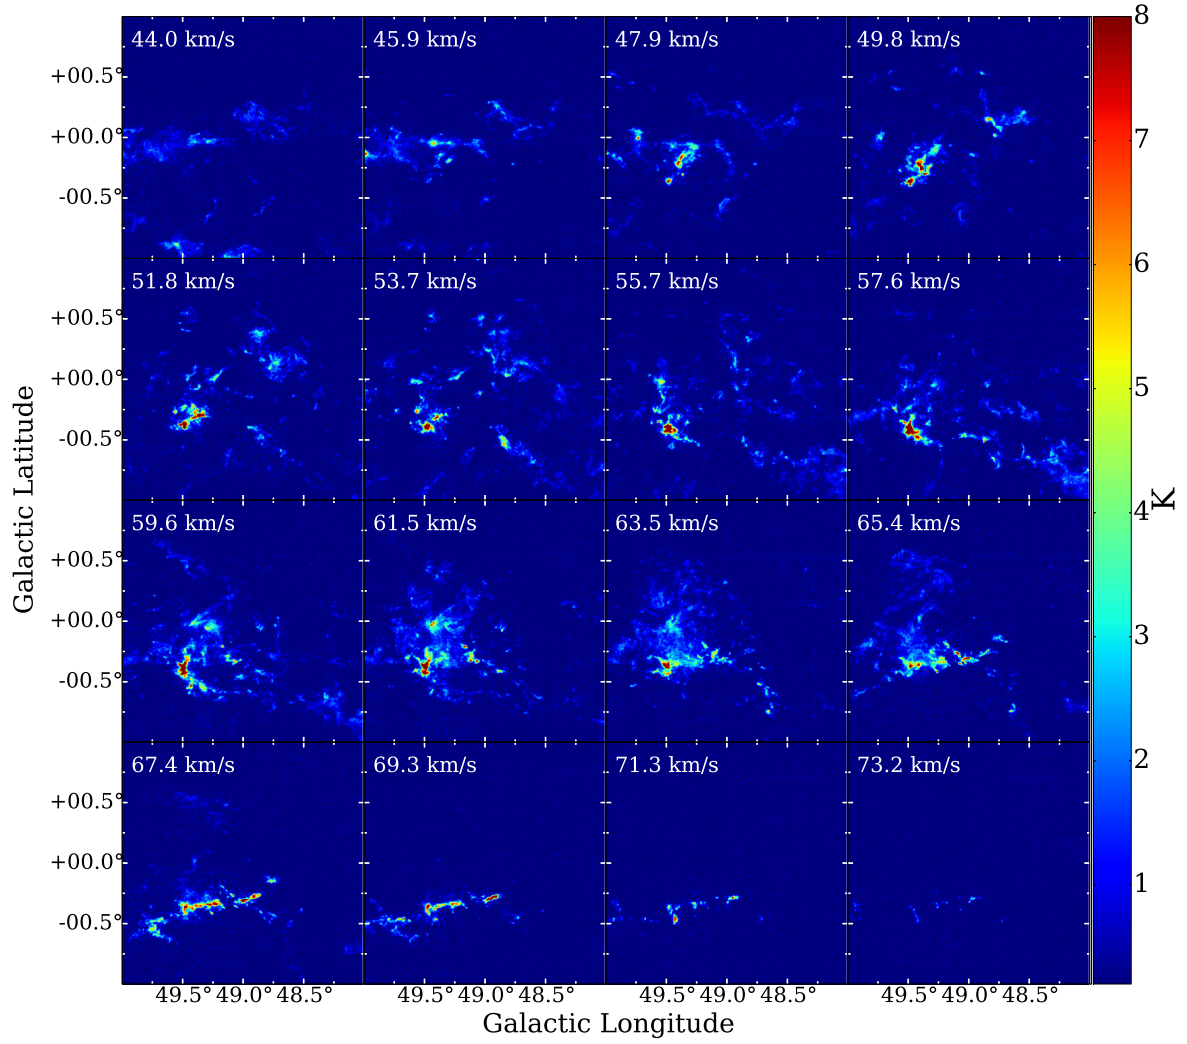 44.0 km/s 45.9 km/s 47.9 km/s 49.8 km/s 8
+00.5°
+00.0° 7
-00.5°
6
51.8 km/s 53.7 km/s 55.7 km/s 57.6 km/s
+00.5°
+00.0° 5
-00.5°
Galactic Latitude
4 K
59.6 km/s 61.5 km/s 63.5 km/s 65.4 km/s
+00.5°
+00.0° 3
-00.5°
2
67.4 km/s 69.3 km/s 71.3 km/s 73.2 km/s
+00.5°
+00.0° 1
-00.5°
49.5° 49.0° 48.5° 49.5° 49.0° 48.5° 49.5° 49.0° 48.5° 49.5° 49.0° 48.5°
Galactic Longitude